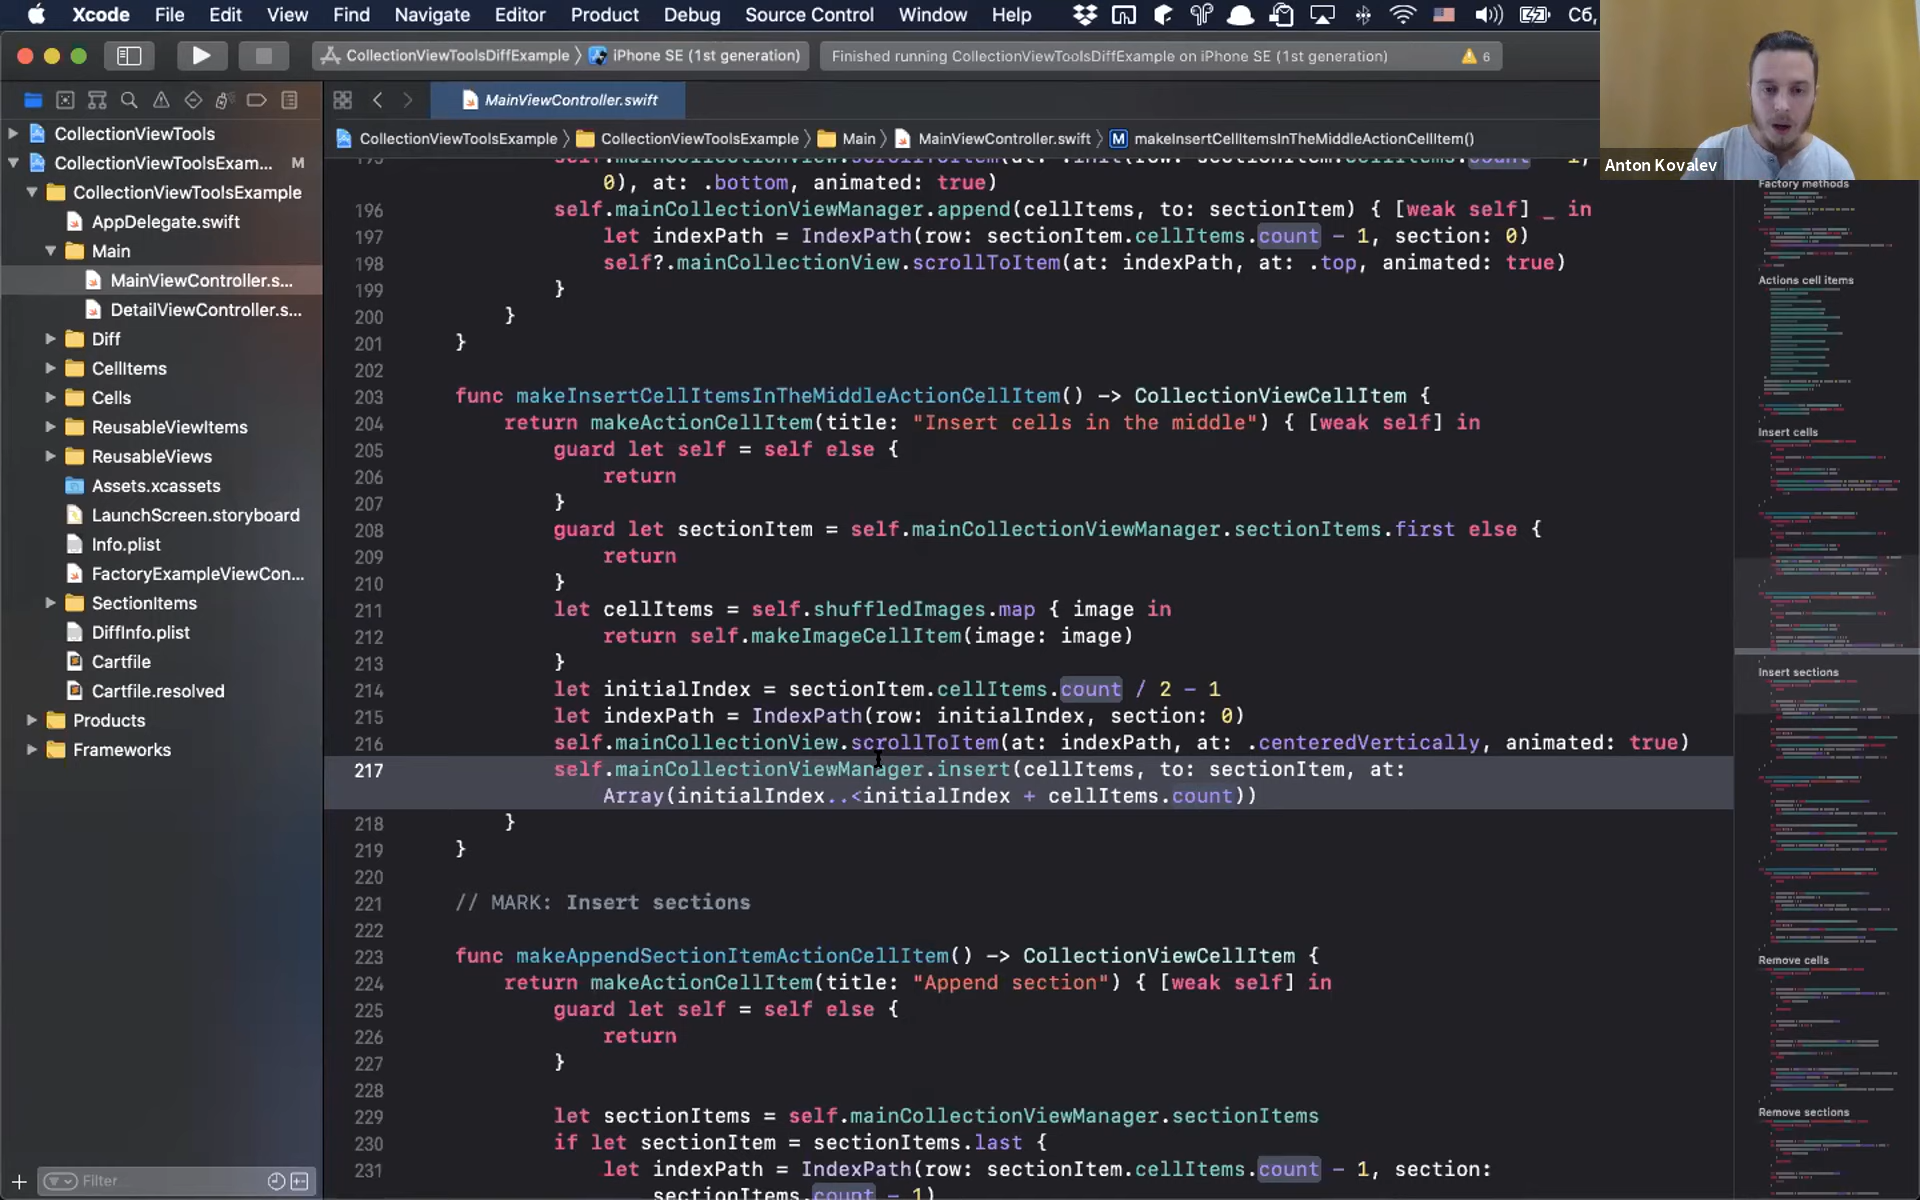 Xcode File Edit View Find Navigate Editor Product Debug Source Control Window Help Сб,
CollectionViewToolsDiffExample iPhone SE (1st generation) Finished running CollectionViewToolsDiffExample on iPhone SE (1st generation) 6
MainViewController.swift
CollectionViewToolsExample CollectionViewToolsExample Main MainViewController.swift M makeInsertCellItemsInTheMiddleActionCellItem()
Anton Kovalev
CollectionViewTools
CollectionViewToolsExam... M
CollectionViewToolsExample
AppDelegate.swift
Main
MainViewController.s...
DetailViewController.s...
Diff
CellItems
Cells
ReusableViewItems
ReusableViews
Assets.xcassets
LaunchScreen.storyboard
Info.plist
FactoryExampleViewCon...
SectionItems
DiffInfo.plist
Cartfile
Cartfile.resolved
Products
Frameworks
Filter
0), at: .bottom, animated: true)
196 self.mainCollectionViewManager.append(cellItems, to: sectionItem) { [weak self] _ in
197 let indexPath = IndexPath(row: sectionItem.cellItems.count - 1, section: 0)
198 self?.mainCollectionView.scrollToItem(at: indexPath, at: .top, animated: true)
199 }
200 }
201 }
202
203 func makeInsertCellItemsInTheMiddleActionCellItem() -> CollectionViewCellItem {
204 return makeActionCellItem(title: "Insert cells in the middle") { [weak self] in
205 guard let self = self else {
206 return
207 }
208 guard let sectionItem = self.mainCollectionViewManager.sectionItems.first else {
209 return
210 }
211 let cellItems = self.shuffledImages.map { image in
212 return self.makeImageCellItem(image: image)
213 }
214 let initialIndex = sectionItem.cellItems.count / 2 - 1
215 let indexPath = IndexPath(row: initialIndex, section: 0)
216 self.mainCollectionView.scrollToItem(at: indexPath, at: .centeredVertically, animated: true)
217 self.mainCollectionViewManager.insert(cellItems, to: sectionItem, at:
Array(initialIndex..<initialIndex + cellItems.count))
218 }
219 }
220
221 // MARK: Insert sections
222
223 func makeAppendSectionItemActionCellItem() -> CollectionViewCellItem {
224 return makeActionCellItem(title: "Append section") { [weak self] in
225 guard let self = self else {
226 return
227 }
228
229 let sectionItems = self.mainCollectionViewManager.sectionItems
230 if let sectionItem = sectionItems.last {
231 let indexPath = IndexPath(row: sectionItem.cellItems.count - 1, section:
sectionItems.count - 1)
Factory methods
Actions cell items
Insert cells
Insert sections
Remove cells
Remove sections